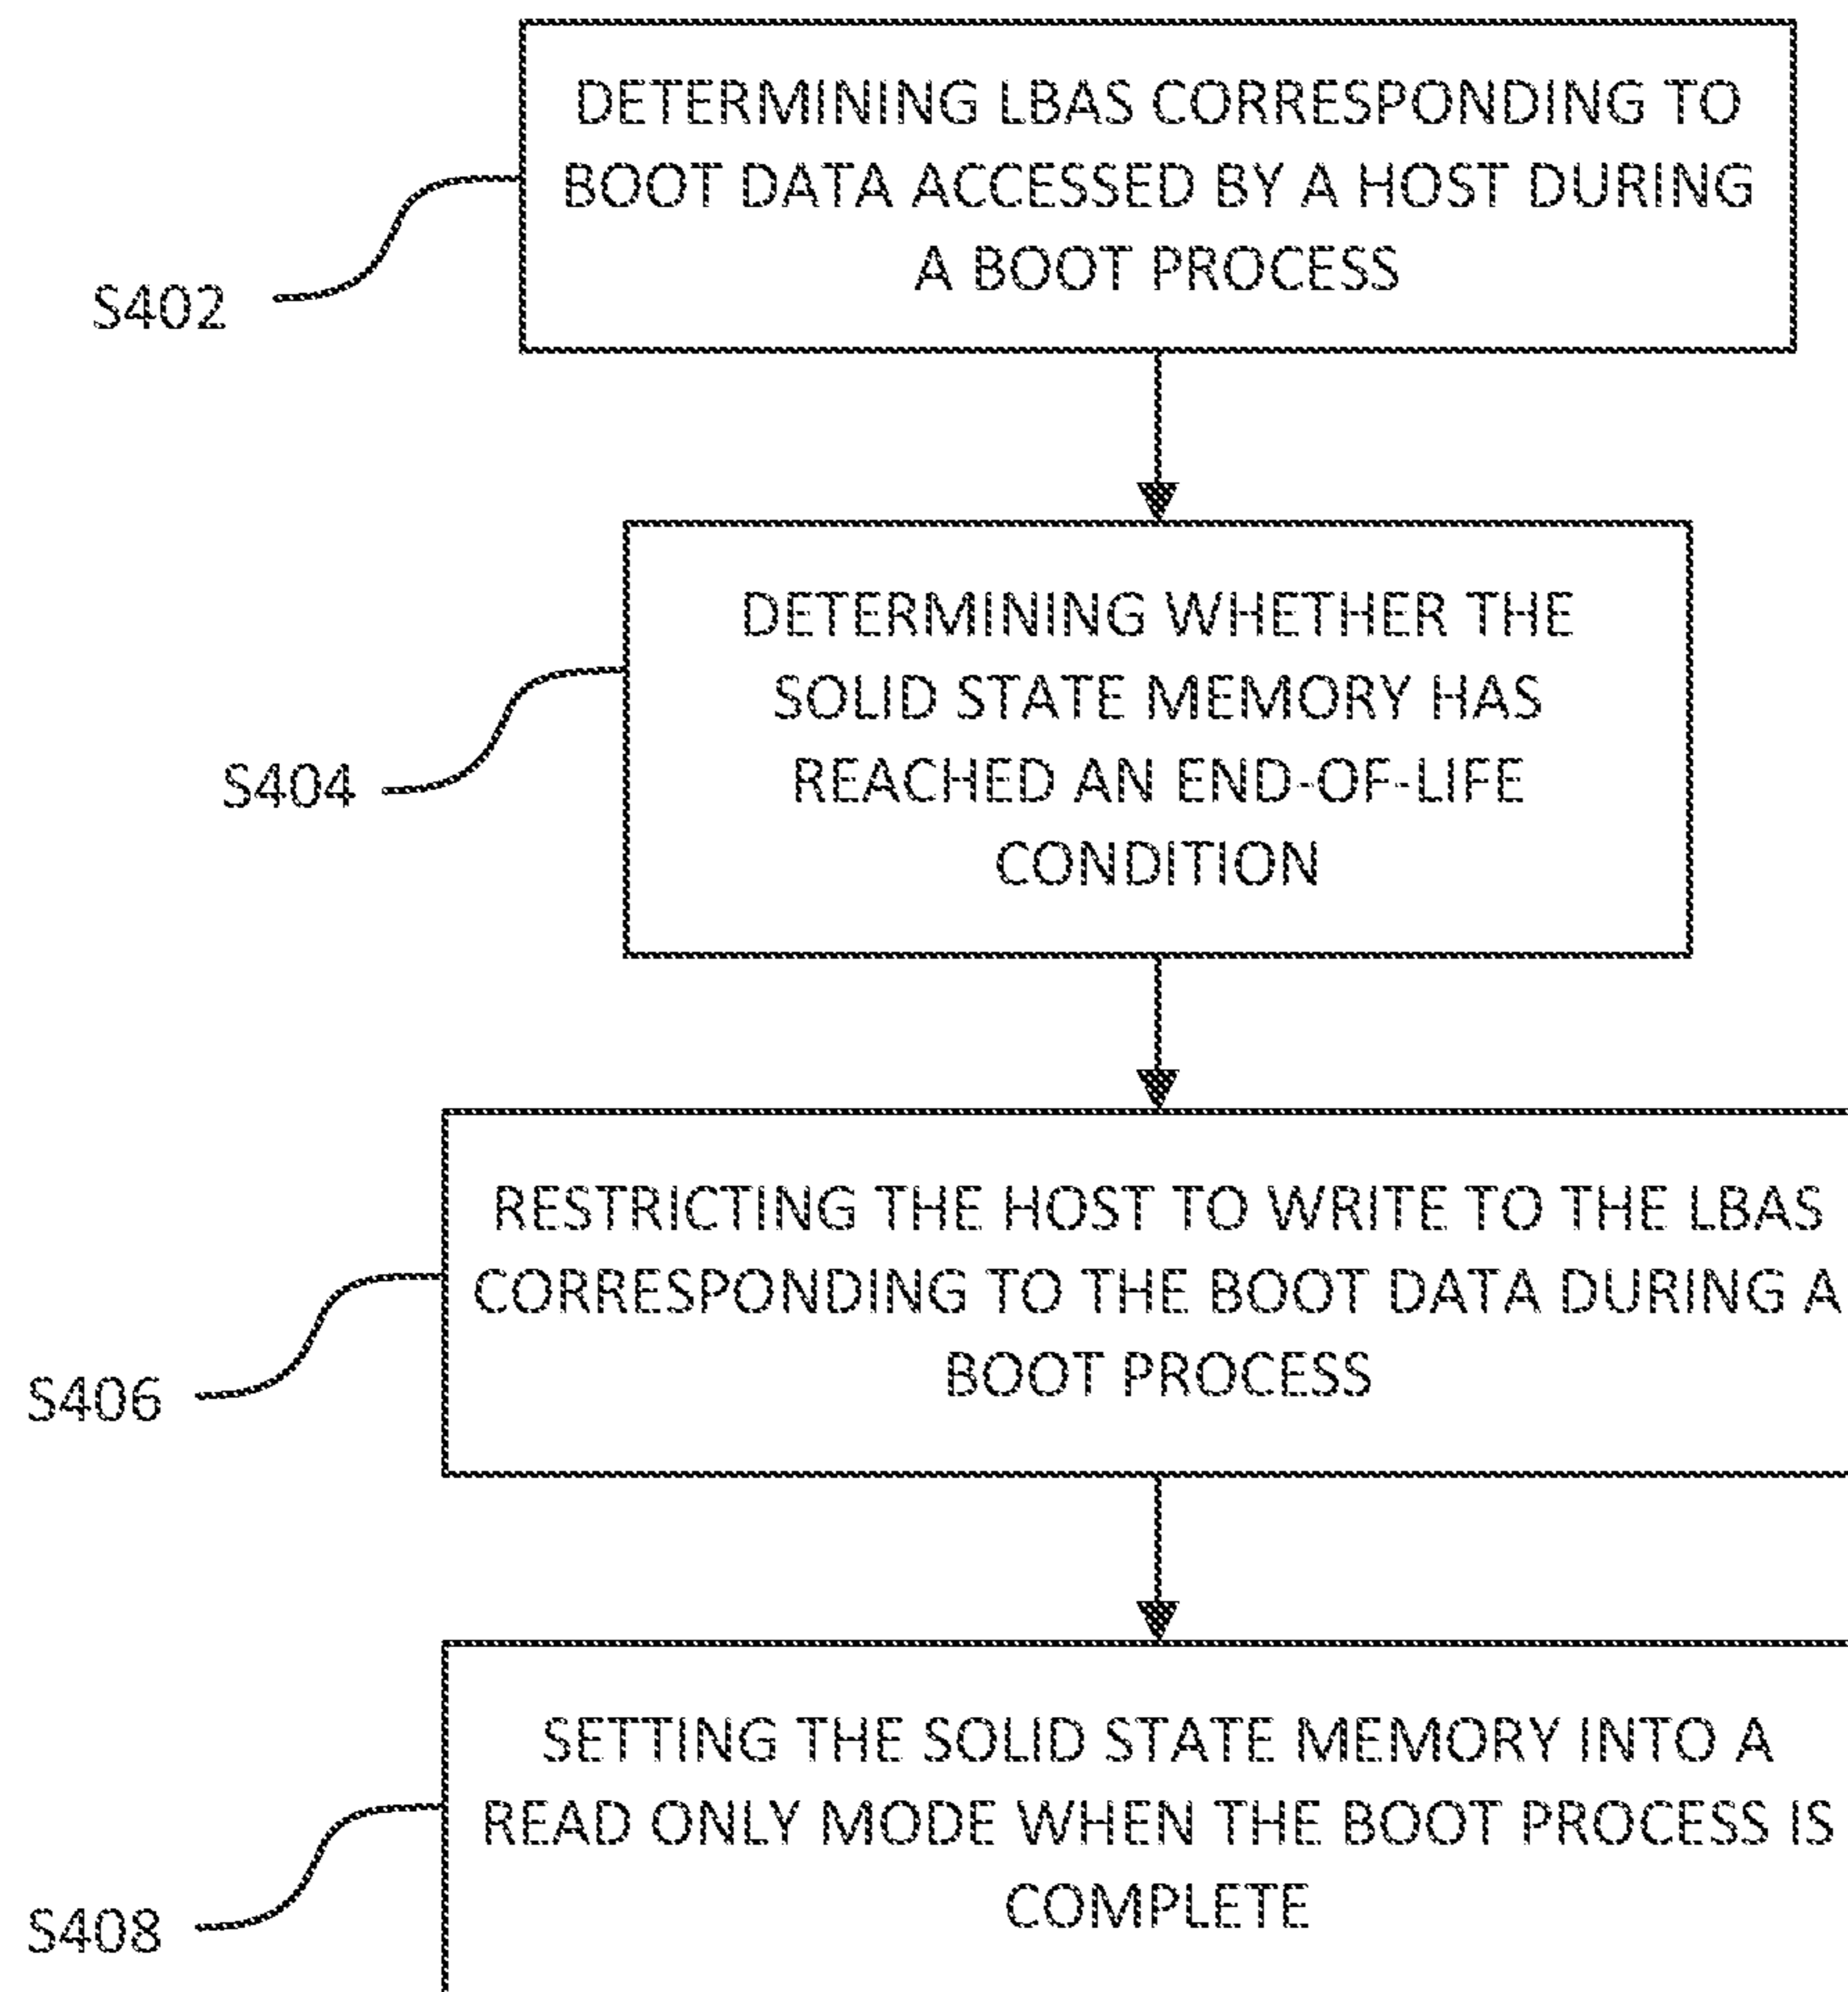 DETERMINING LBAS CORRESPONDING TO
BOOT DATA ACCESSED BY A HOST DURING
A BOOT PROCESS
S402
DETERMINING WHETHER THE
SOLID STATE MEMORY HAS
REACHED AN END-OF-LIFE
CONDITION
S404
RESTRICTING THE HOST TO WRITE TO THE LBAS
CORRESPONDING TO THE BOOT DATA DURING A
BOOT PROCESS
S406
SETTING THE SOLID STATE MEMORY INTO A
READ ONLY MODE WHEN THE BOOT PROCESS IS
COMPLETE
S408